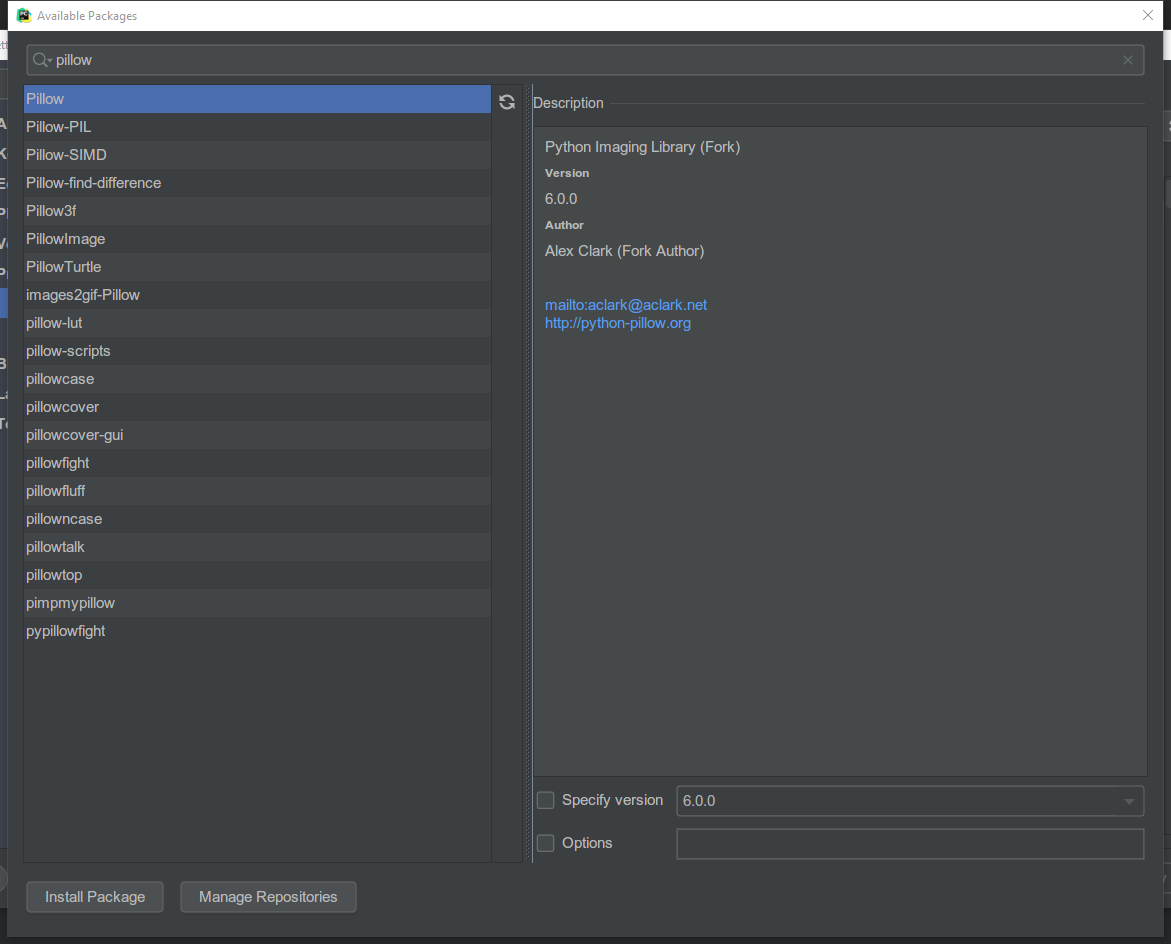 Available Packages
pillow
Pillow
Pillow-PIL
Pillow-SIMD
Pillow-find-difference
Pillow3f
PillowImage
PillowTurtle
images2gif-Pillow
pillow-lut
pillow-scripts
pillowcase
pillowcover
pillowcover-gui
pillowfight
pillowfluff
pillowncase
pillowtalk
pillowtop
pimpmypillow
pypillowfight
Description
Python Imaging Library (Fork)
Version
6.0.0
Author
Alex Clark (Fork Author)
mailto:aclark@aclark.net
http://python-pillow.org
Specify version 6.0.0
Options
Install Package Manage Repositories